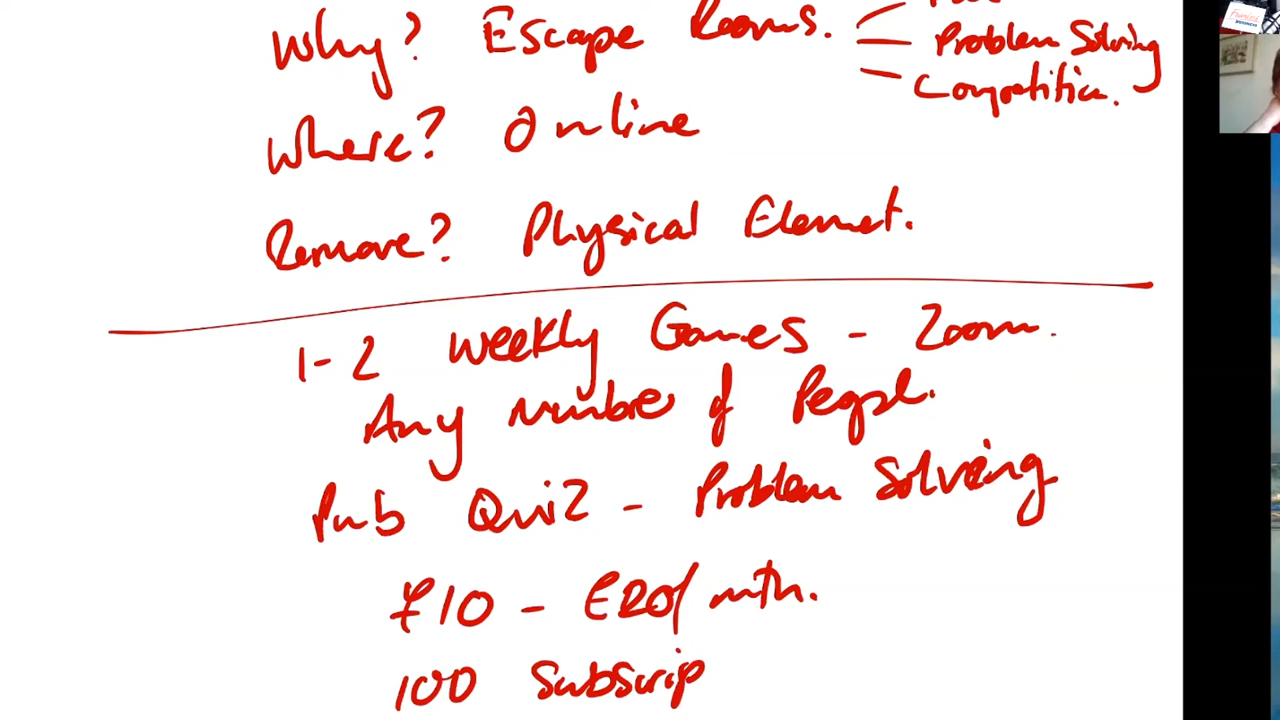 Why? Escape Rooms.
Problem Solving
Competition.
Where? Online
Remove? Physical Elemet.
1-2 weekly Games - Zoom.
Any number of People.
Pub Quiz - Problem Solving
£10 - £20/mth.
100 Subscrip